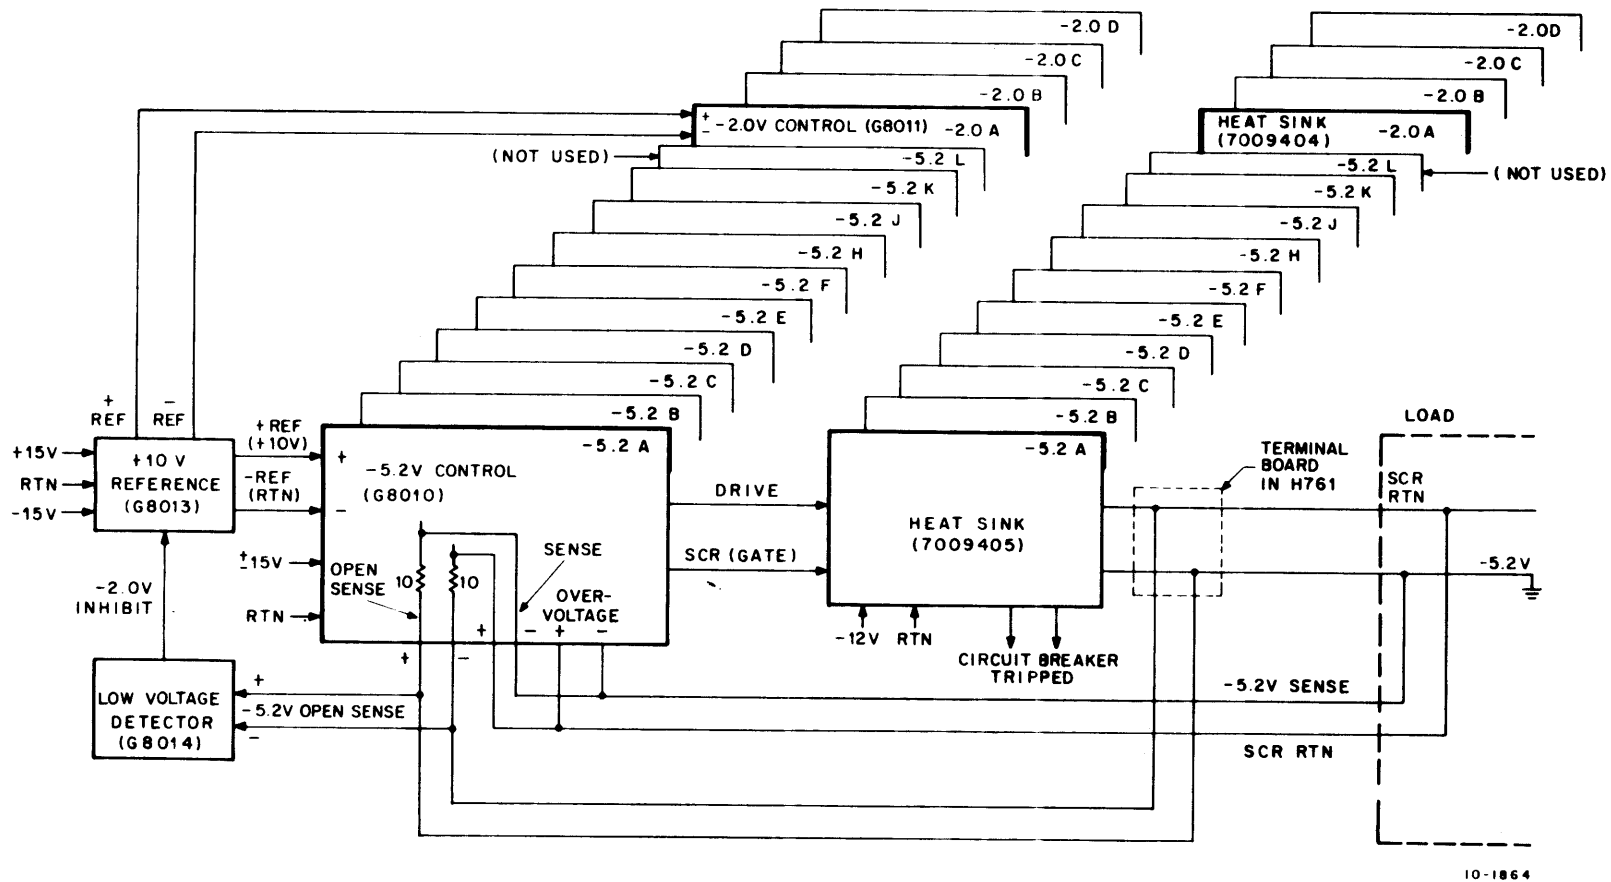 -2.0 D
-2.0D
-2.0 C
-2.0 C
-2.0 B
-2.0 B
+
-
-2.0V CONTROL (G8011) -2.0 A
HEAT SINK
(7009404)
-2.0 A
(NOT USED)
-5.2 L
-5.2 L
(NOT USED)
-5.2 K
-5.2 K
-5.2 J
-5.2 J
-5.2 H
-5.2 H
-5.2 F
-5.2 F
-5.2 E
-5.2 E
-5.2 D
-5.2 D
-5.2 C
-5.2 C
-5.2 B
-5.2 B
+
REF
-
REF
+ REF
(+10V)
-REF
(RTN)
+15V
RTN
-15V
+10 V
REFERENCE
(G8013)
-5.2 A
+
-5.2V CONTROL
(G8010)
-
±15V
RTN
OPEN
SENSE
10
10
SENSE
OVER-
VOLTAGE
+
-
+
-
+
-
DRIVE
SCR (GATE)
-5.2 A
HEAT SINK
(7009405)
-12V
RTN
CIRCUIT BREAKER
TRIPPED
TERMINAL
BOARD
IN H761
LOAD
SCR
RTN
-5.2V
-2.0V
INHIBIT
LOW VOLTAGE
DETECTOR
(G8014)
+
-5.2V OPEN SENSE
-
-5.2V SENSE
SCR RTN
10-1864